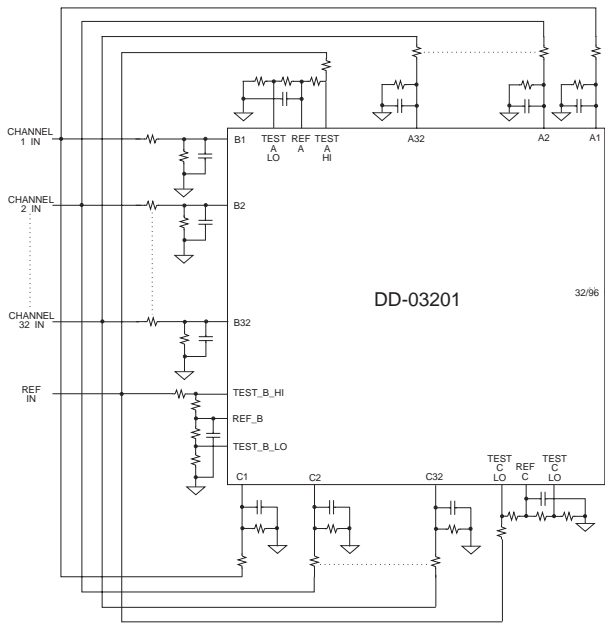 CHANNEL
1 IN
CHANNEL
2 IN
CHANNEL
32 IN
REF
IN
B1
TEST
A
LO
REF
A
TEST
A
HI
A32
A2
A1
B2
DD-03201
32/96
B32
TEST_B_HI
REF_B
TEST_B_LO
C1
C2
C32
TEST
C
LO
REF
C
TEST
C
LO